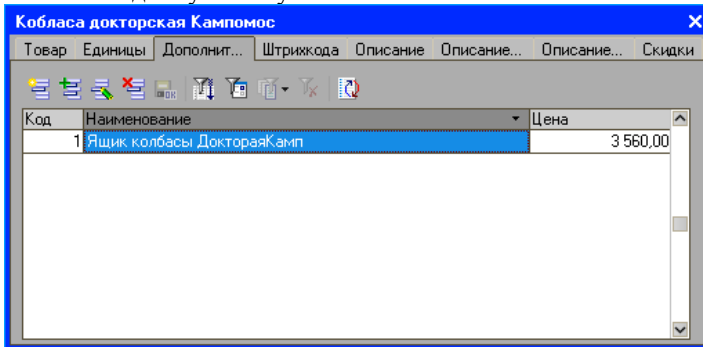 Кобласа докторская Кампомос
Товар Единицы Дополнит... Штрихкода Описание Описание... Описание... Скидки
Код Наименование Цена
1 Ящик колбасы ДоктораяКамп 3 560,00